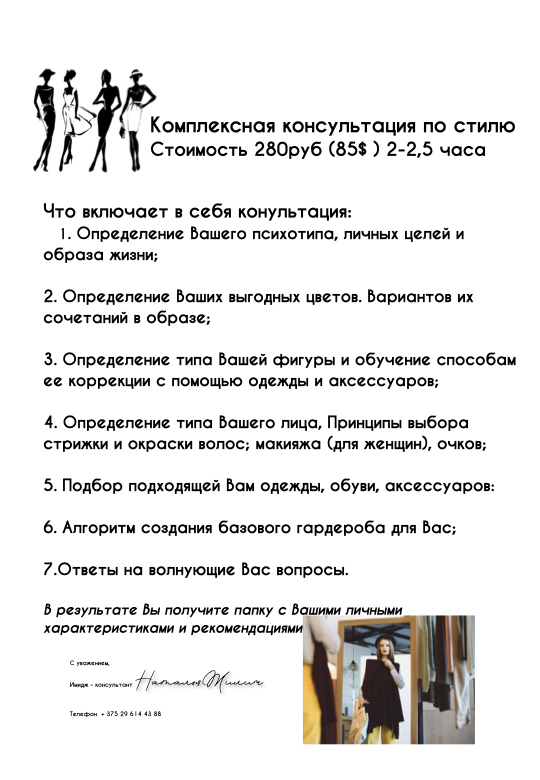 Комплексная консультация по стилю
Стоимость 280руб (85$ ) 2-2,5 часа
Что включает в себя конультация:
1. Определение Вашего психотипа, личных целей и
образа жизни;
2. Определение Ваших выгодных цветов. Вариантов их
сочетаний в образе;
3. Определение типа Вашей фигуры и обучение способам
ее коррекции с помощью одежды и аксессуаров;
4. Определение типа Вашего лица, Принципы выбора
стрижки и окраски волос; макияжа (для женщин), очков;
5. Подбор подходящей Вам одежды, обуви, аксессуаров:
6. Алгоритм создания базового гардероба для Вас;
7.Ответы на волнующие Вас вопросы.
В результате Вы получите папку с Вашими личными
характеристиками и рекомендациями
С уважением,
Имидж - консультант Наталья Милич
Телефон + 375 29 614 43 88